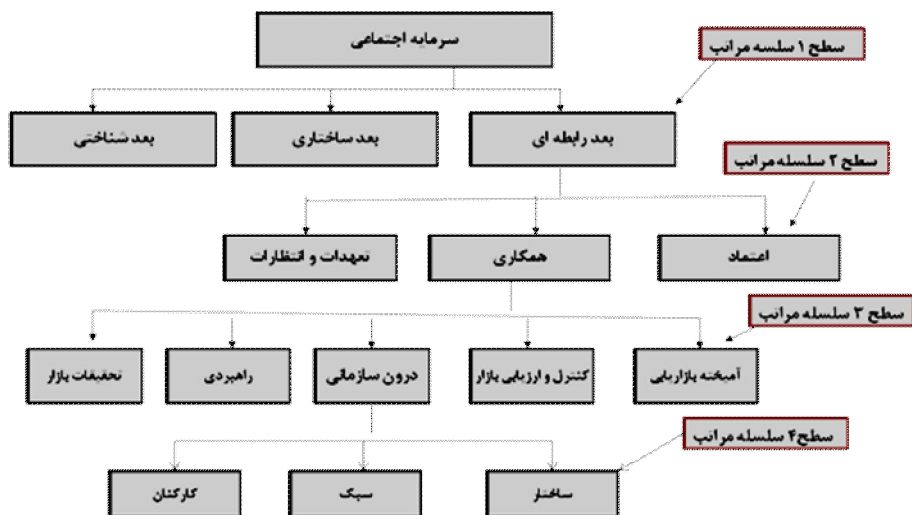 سرمایه اجتماعی
سطح ۱ سلسه مراتب
بعد رابطه ای
بعد ساختاری
بعد شناختی
سطح ۲ سلسله مراتب
اعتماد
همکاری
تعهدات و انتظارات
سطح ۳ سلسله مراتب
آمیخته بازاریابی
کنترل و ارزیابی بازار
درون سازمانی
راهبردی
تحقیقات بازار
سطح۴ سلسله مراتب
ساختار
سبک
کارکنان